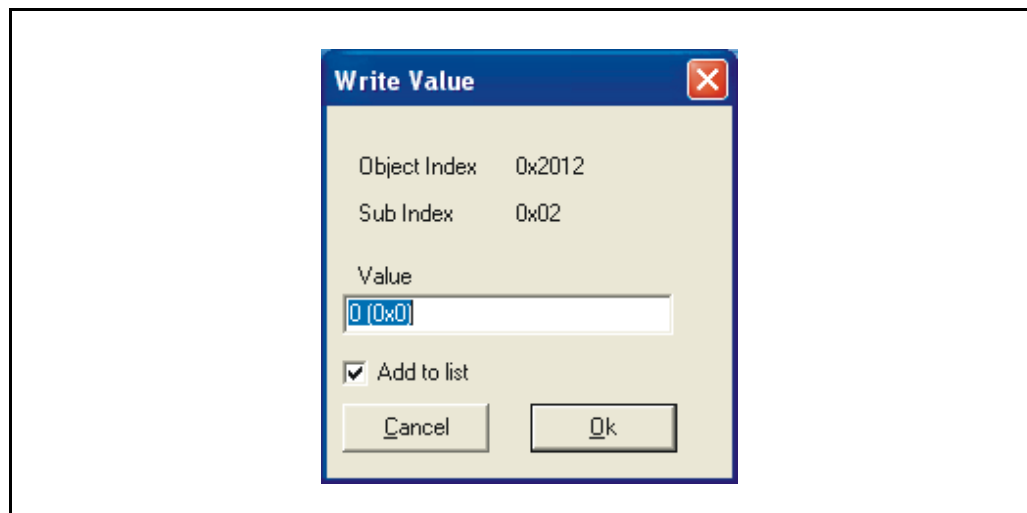 Write Value
Object Index 0x2012
Sub Index 0x02
Value
0 (0x0)
Add to list
Cancel Ok